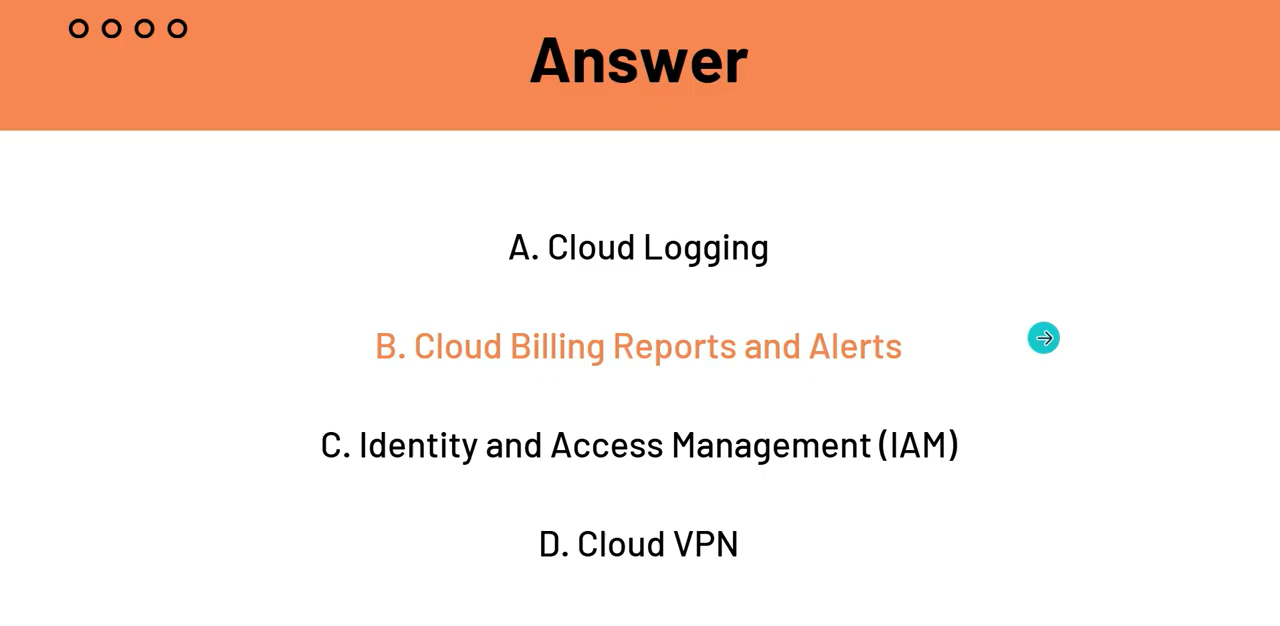 Answer
A. Cloud Logging
B. Cloud Billing Reports and Alerts
C. Identity and Access Management (IAM)
D. Cloud VPN